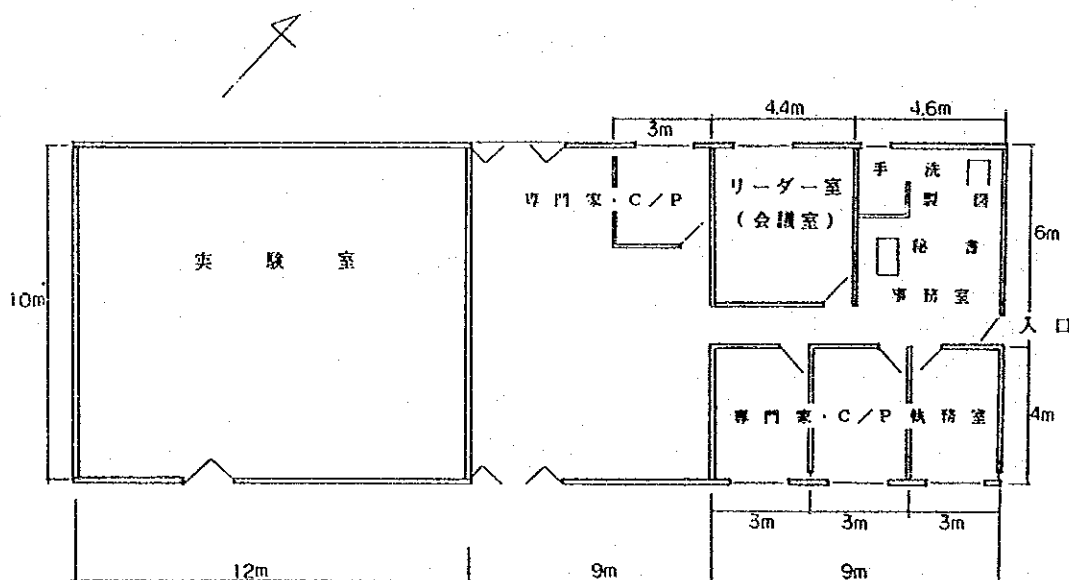 4.4m
4.6m
3m
手洗
リーダー室
製図
専門家・C／P
（会議室）
6m
秘書
実験室
事務室
10m
入口
専門家・C／P執務室
4m
3m
3m
3m
12m
9m
9m